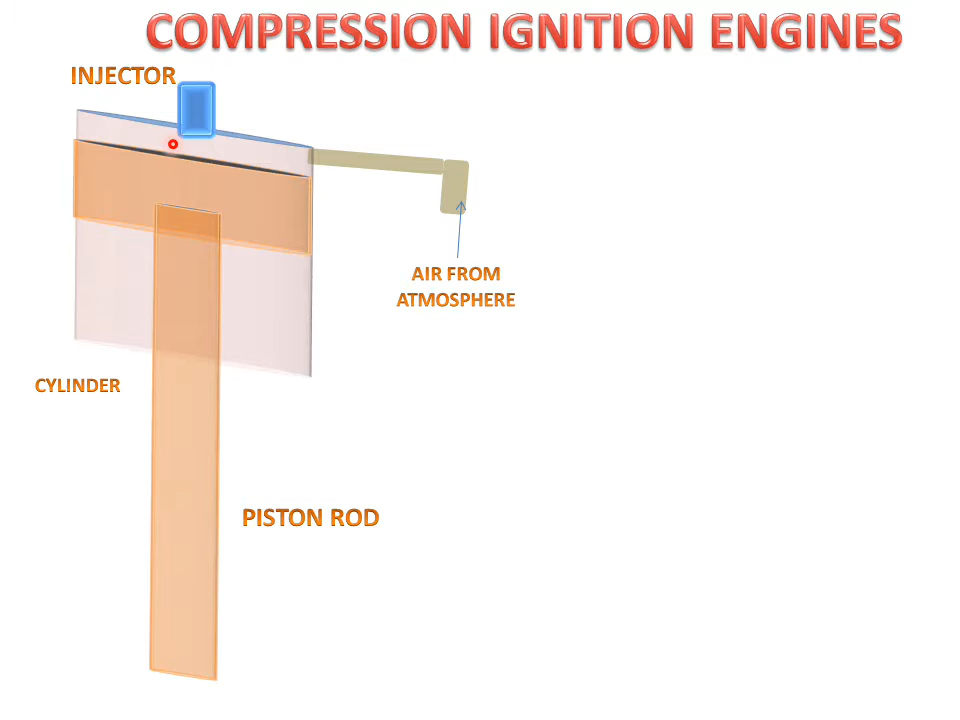 COMPRESSION IGNITION ENGINES
INJECTOR
AIR FROM
ATMOSPHERE
CYLINDER
PISTON ROD